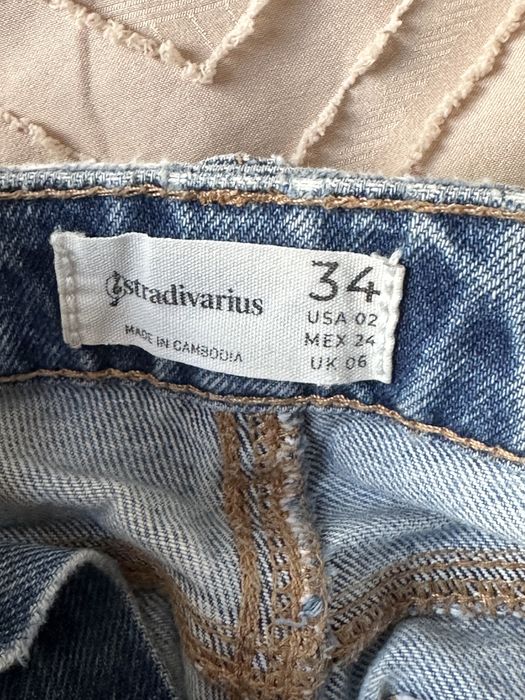 stradivarius
MADE IN CAMBODIA
34
USA 02
MEX 24
UK 06